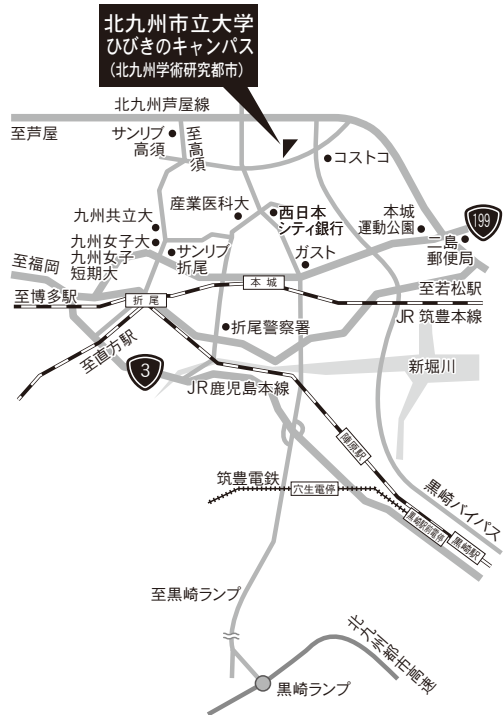 北九州市立大学
ひびきのキャンパス
(北九州学術研究都市)
北九州芦屋線
至芦屋
サンリブ
高須
至高須
コストコ
九州共立大
産業医科大
西日本
シティ銀行
本城
運動公園
199
九州女子大
九州女子
短期大
サンリブ
折尾
ガスト
二島
郵便局
至福岡
本城
至若松駅
至博多駅
折尾
JR筑豊本線
折尾警察署
至直方駅
3
新堀川
JR鹿児島本線
陣原駅
筑豊電鉄
穴生電停
黒崎バイパス
黒崎駅前電停
黒崎駅
至黒崎ランプ
北九州都市高速
黒崎ランプ